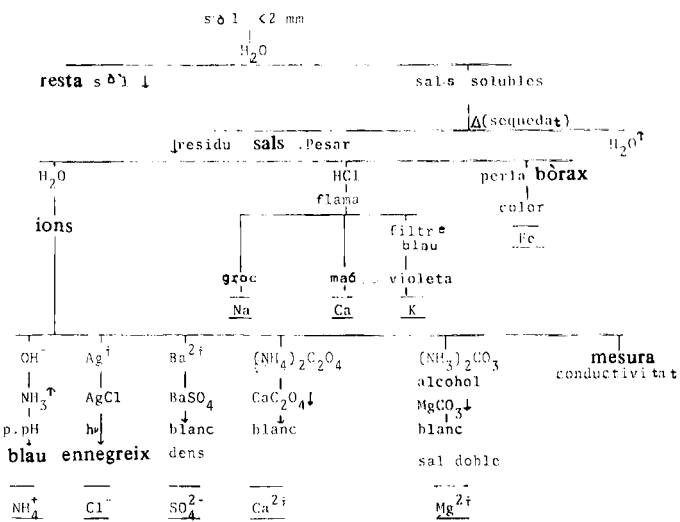 sòl <2 mm
H₂O
resta sòl ↓ sals solubles
Δ(sequedat)
↓residu sals .Pesar H₂O↑
H₂O HCl perla bòrax
flama color
ions filtre Fe
blau
groc maó violeta
Na Ca K
OH⁻ Ag⁺ Ba²⁺ (NH₄)₂C₂O₄ (NH₃)₂CO₃ mesura
alcohol conductivitat
NH₃↑ AgCl BaSO₄ CaC₂O₄↓ MgCO₃↓
p.pH hν blanc blanc blanc
blau ennegreix dens sal doble
NH₄⁺ Cl⁻ SO₄²⁻ Ca²⁺ Mg²⁺